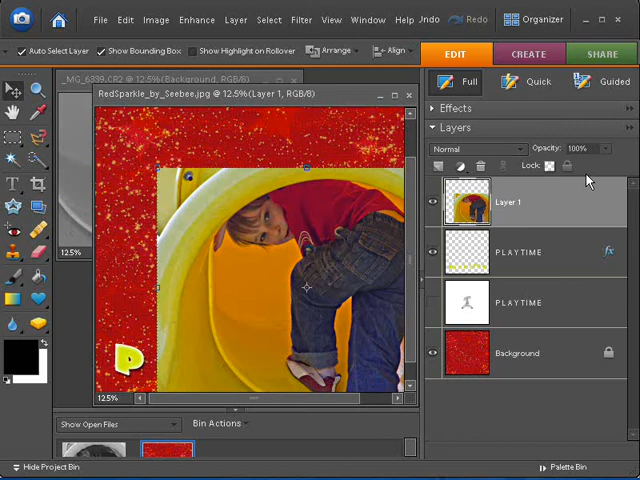 File Edit Image Enhance Layer Select Filter View Window Help Undo Redo Organizer
Auto Select Layer Show Bounding Box Show Highlight on Rollover Arrange Align EDIT CREATE SHARE
_MG_6339.CR2 @ 12.5%(Background, RGB/8)
Full Quick Guided
RedSparkle_by_Seebee.jpg @ 12.5%(Layer 1, RGB/8)
Effects
Layers
Normal Opacity: 100%
Lock:
Layer 1
PLAYTIME fx
PLAYTIME
Background
P
12.5%
12.5%
Show Open Files Bin Actions
Hide Project Bin Palette Bin